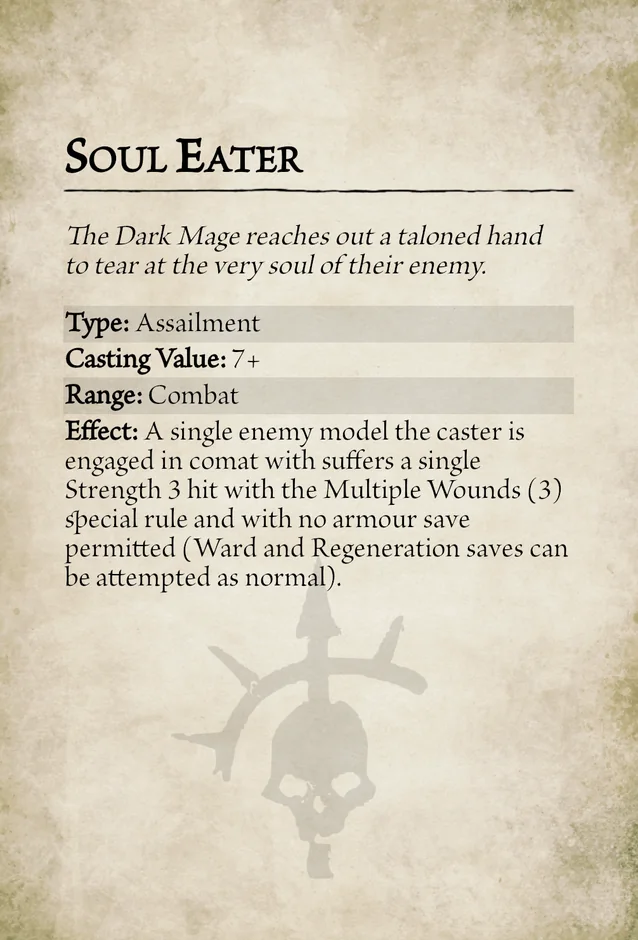 Soul Eater
The Dark Mage reaches out a taloned hand
to tear at the very soul of their enemy.
Type: Assailment
Casting Value: 7+
Range: Combat
Effect: A single enemy model the caster is
engaged in comat with suffers a single
Strength 3 hit with the Multiple Wounds (3)
special rule and with no armour save
permitted (Ward and Regeneration saves can
be attempted as normal).